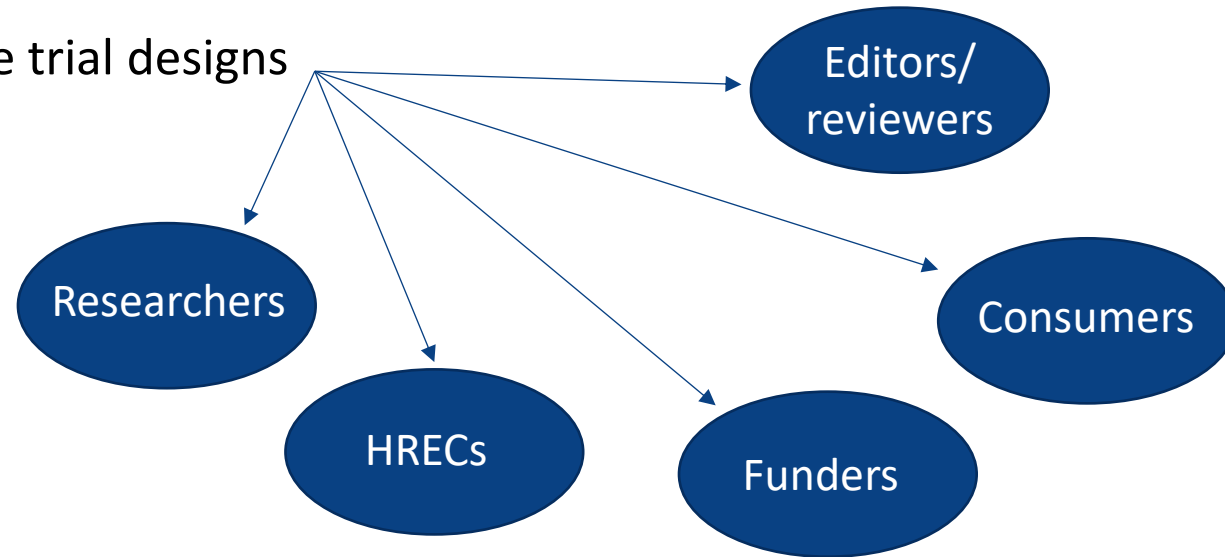 e trial designs
Editors/
reviewers
Researchers
Consumers
HRECs
Funders